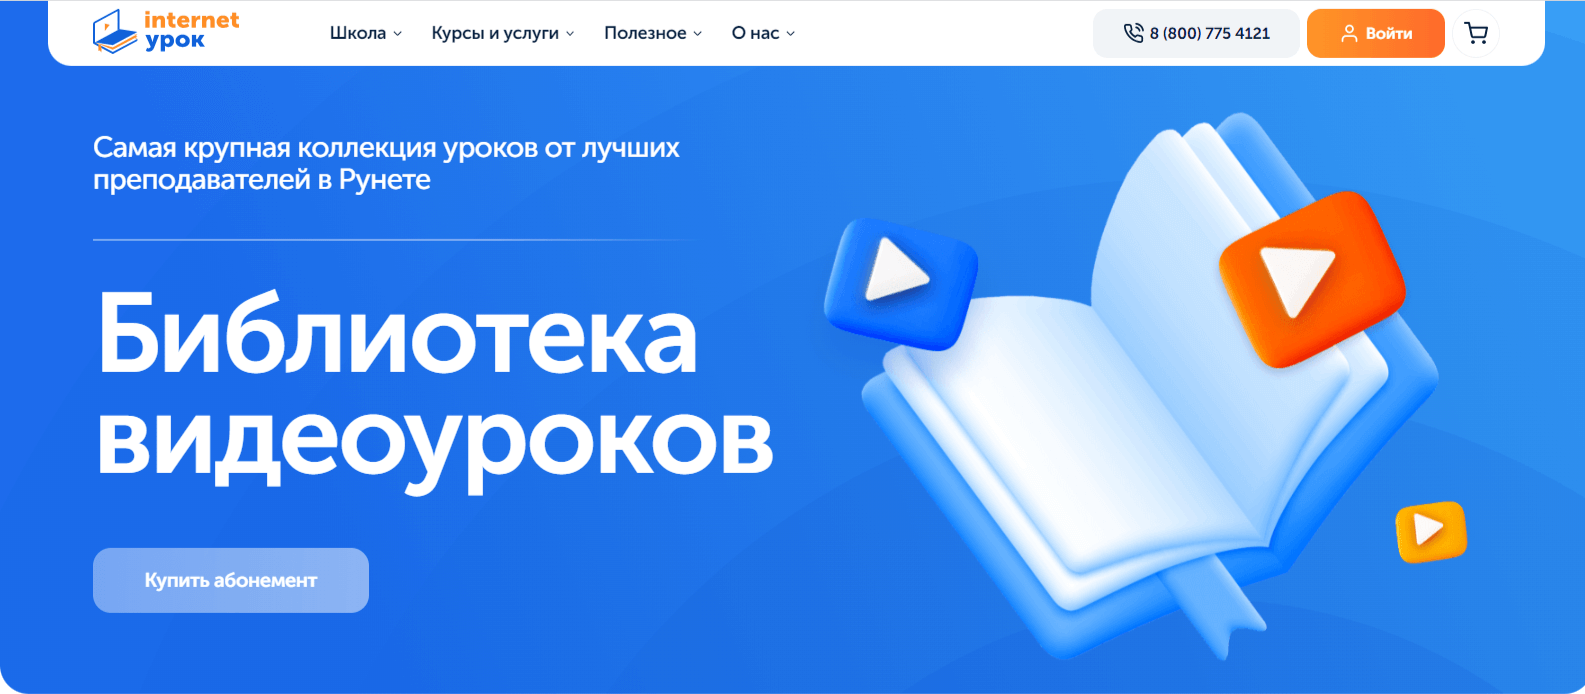 internet
урок
Школа
Курсы и услуги
Полезное
О нас
8 (800) 775 4121
Войти
Самая крупная коллекция уроков от лучших
преподавателей в Рунете
Библиотека
видеоуроков
Купить абонемент